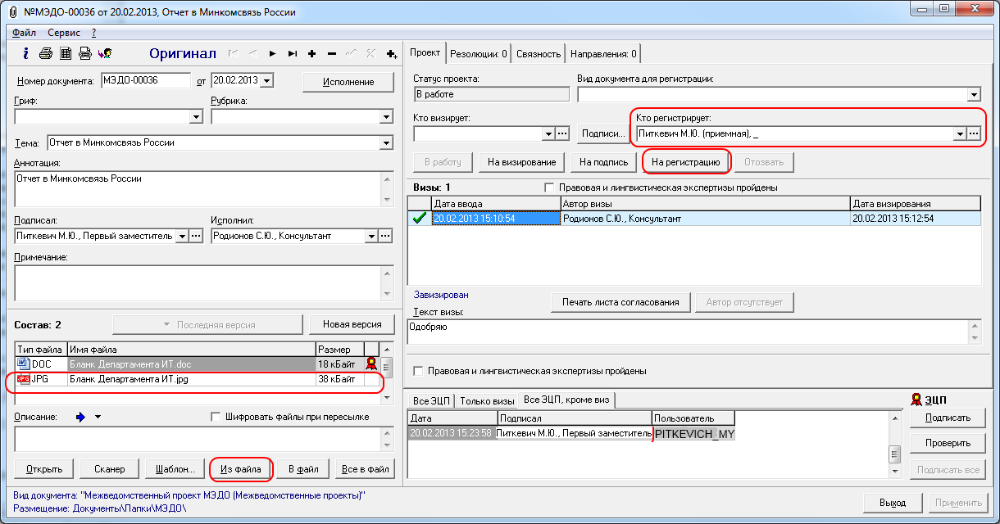 №МЭДО-00036 от 20.02.2013, Отчет в Минкомсвязь России
Файл Сервис ?
Оригинал
Номер документа: МЭДО-00036 от 20.02.2013 Исполнение
Гриф: Рубрика:
Тема: Отчет в Минкомсвязь России
Аннотация:
Отчет в Минкомсвязь России
Подписал: Исполнил:
Питкевич М.Ю., Первый заместитель Родионов С.Ю., Консультант
Примечание:
Состав: 2 Последняя версия Новая версия
Тип файла Имя файла Размер
DOC Бланк Департамента ИТ.doc 18 кБайт
JPG Бланк Департамента ИТ.jpg 38 кБайт
Описание: Шифровать файлы при пересылке
Открыть Сканер Шаблон... Из файла В файл Все в файл
Проект Резолюции: 0 Связность Направления: 0
Статус проекта: Вид документа для регистрации:
В работе
Кто визирует: Кто регистрирует:
Подписи... Питкевич М.Ю. (приемная), _
В работу На визирование На подпись На регистрацию Отозвать
Визы: 1 Правовая и лингвистическая экспертизы пройдены
Дата ввода Автор визы Дата визирования
20.02.2013 15:10:54 Родионов С.Ю., Консультант 20.02.2013 15:12:54
Завизирован Печать листа согласования Автор отсутствует
Текст визы:
Одобряю
Правовая и лингвистическая экспертизы пройдены
Все ЭЦП Только визы Все ЭЦП, кроме виз ЭЦП
Дата Подписал Пользователь Подписать
20.02.2013 15:23:58 Питкевич М.Ю., Первый заместитель PITKEVICH_MY
Проверить
Подписать все
Вид документа: "Межведомственный проект МЭДО (Межведомственные проекты)"
Размещение: Документы\Папки\МЭДО\
Выход Применить